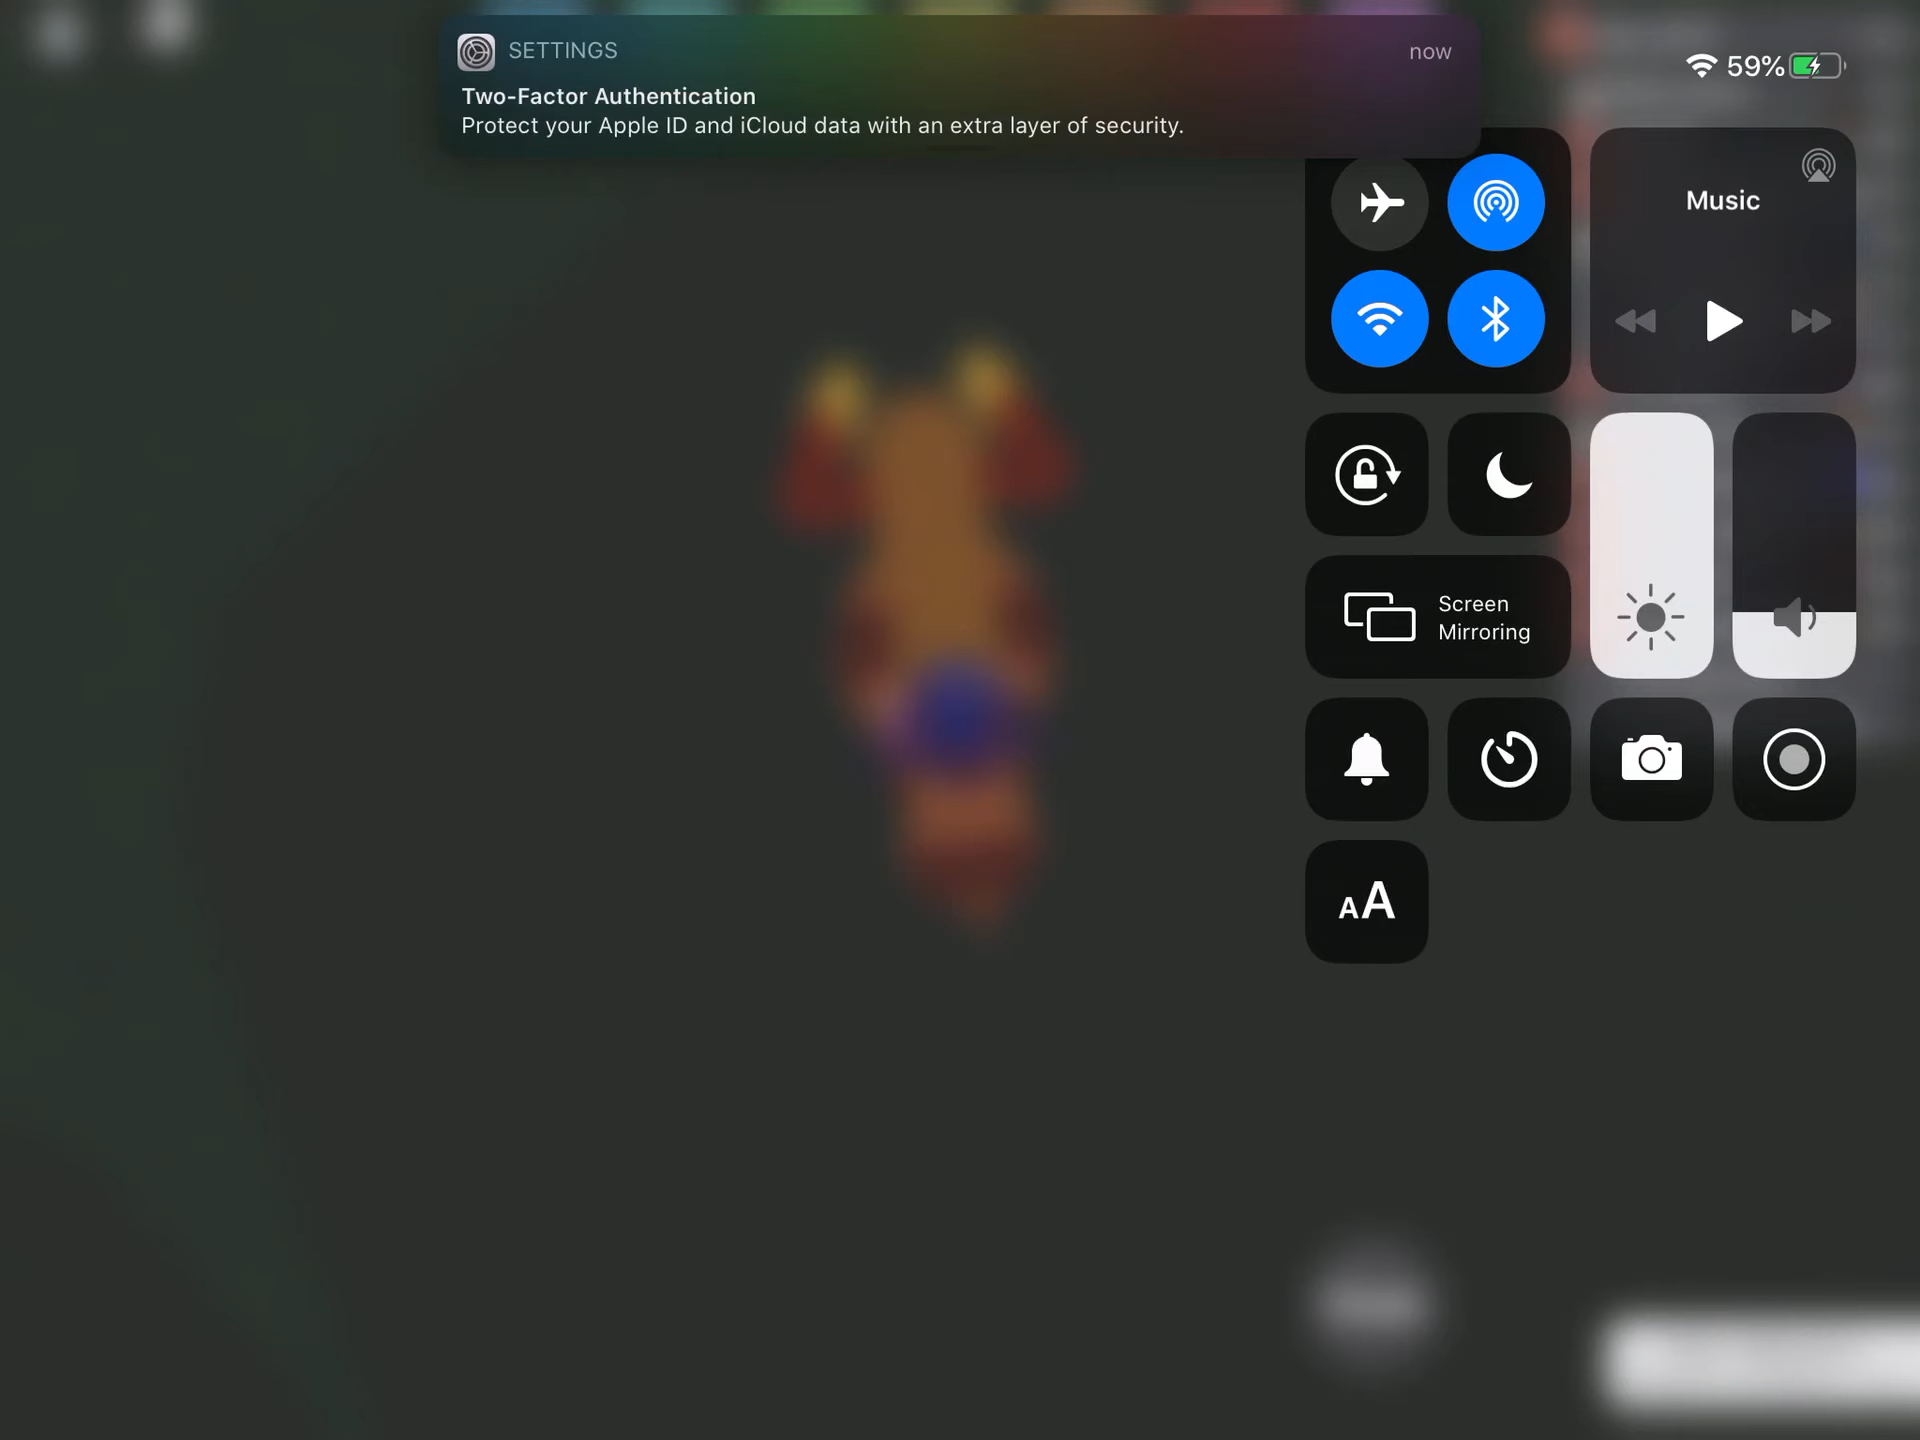 SETTINGS
now
Two-Factor Authentication
Protect your Apple ID and iCloud data with an extra layer of security.
59%
Music
Screen
Mirroring
AA